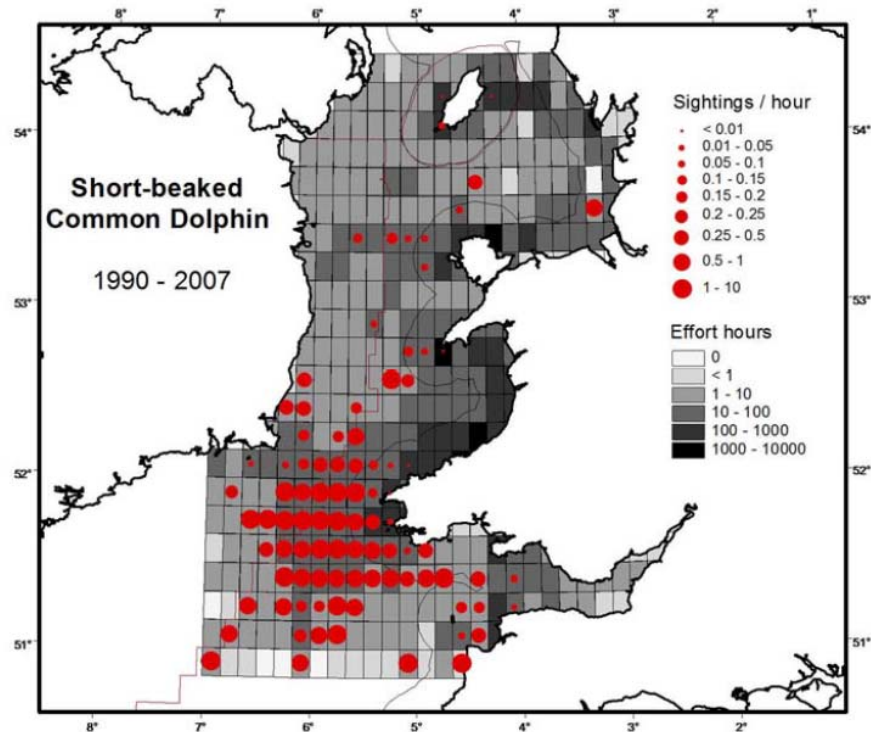 8° 7° 6° 5° 4° 3° 2° 1°
54° 54°
Short-beaked
Common Dolphin
1990 - 2007
Sightings / hour
< 0.01
0.01 - 0.05
0.05 - 0.1
0.1 - 0.15
0.15 - 0.2
0.2 - 0.25
0.25 - 0.5
0.5 - 1
1 - 10
53° 53°
Effort hours
0
< 1
1 - 10
10 - 100
100 - 1000
1000 - 10000
52° 52°
51° 51°
8° 7° 6° 5° 4° 3° 2°